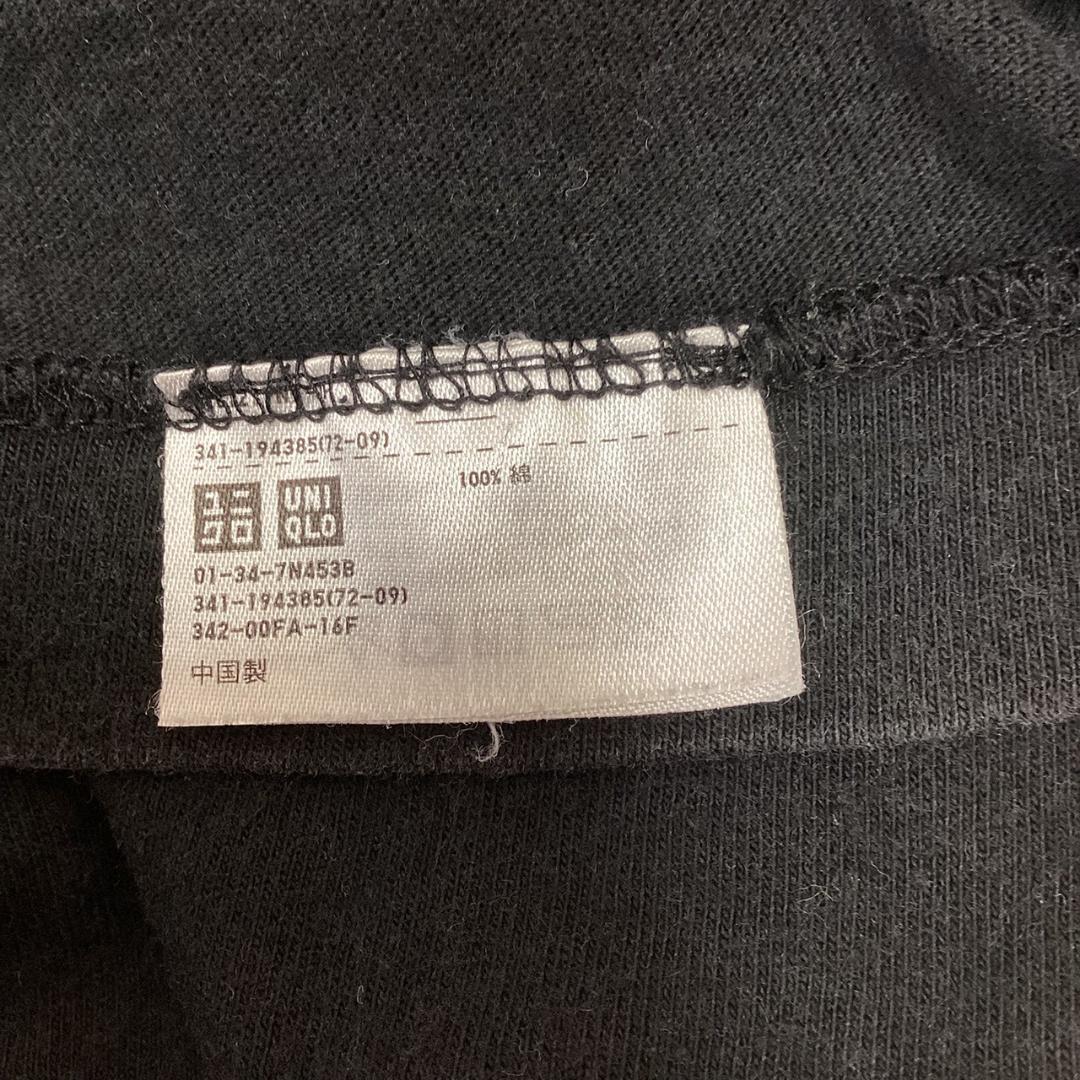 341-194385(72-09)
100% 綿
ユニ
クロ
UNI
QLO
01-34-7N453B
341-194385(72-09)
342-00FA-16F
中国製